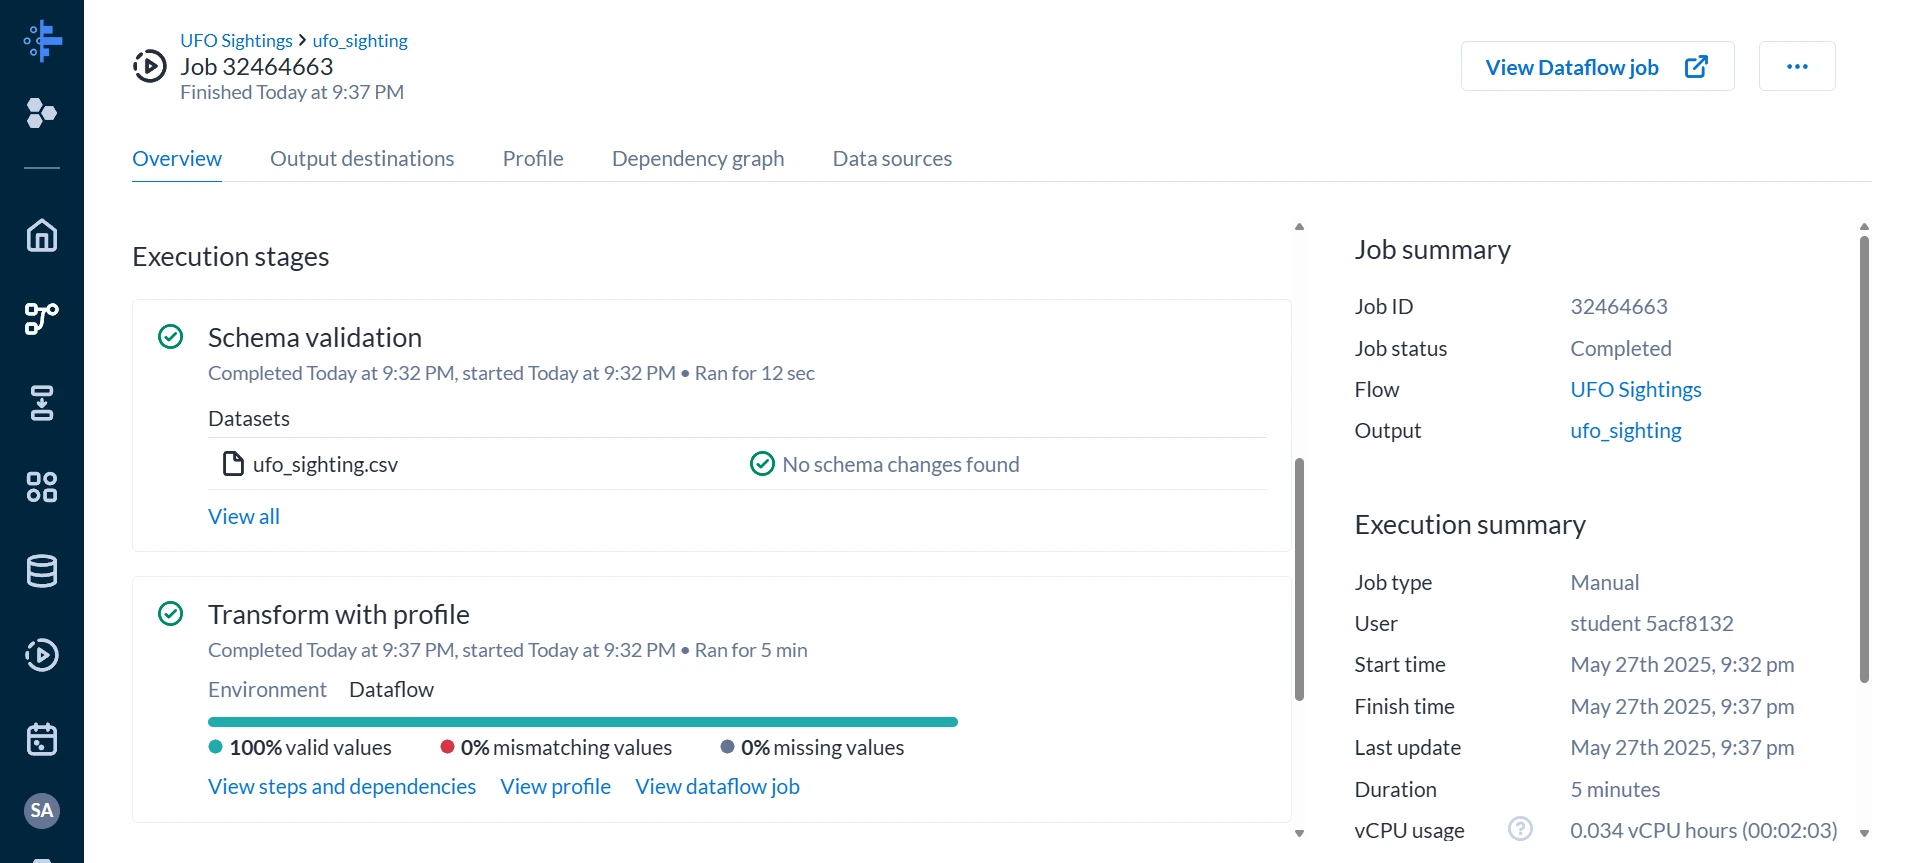 UFO Sightings > ufo_sighting
Job 32464663
Finished Today at 9:37 PM
View Dataflow job
...
Overview Output destinations Profile Dependency graph Data sources
Execution stages
Schema validation
Completed Today at 9:32 PM, started Today at 9:32 PM • Ran for 12 sec
Datasets
ufo_sighting.csv No schema changes found
View all
Transform with profile
Completed Today at 9:37 PM, started Today at 9:32 PM • Ran for 5 min
Environment Dataflow
100% valid values 0% mismatching values 0% missing values
View steps and dependencies View profile View dataflow job
Job summary
Job ID 32464663
Job status Completed
Flow UFO Sightings
Output ufo_sighting
Execution summary
Job type Manual
User student 5acf8132
Start time May 27th 2025, 9:32 pm
Finish time May 27th 2025, 9:37 pm
Last update May 27th 2025, 9:37 pm
Duration 5 minutes
vCPU usage ? 0.034 vCPU hours (00:02:03)
SA